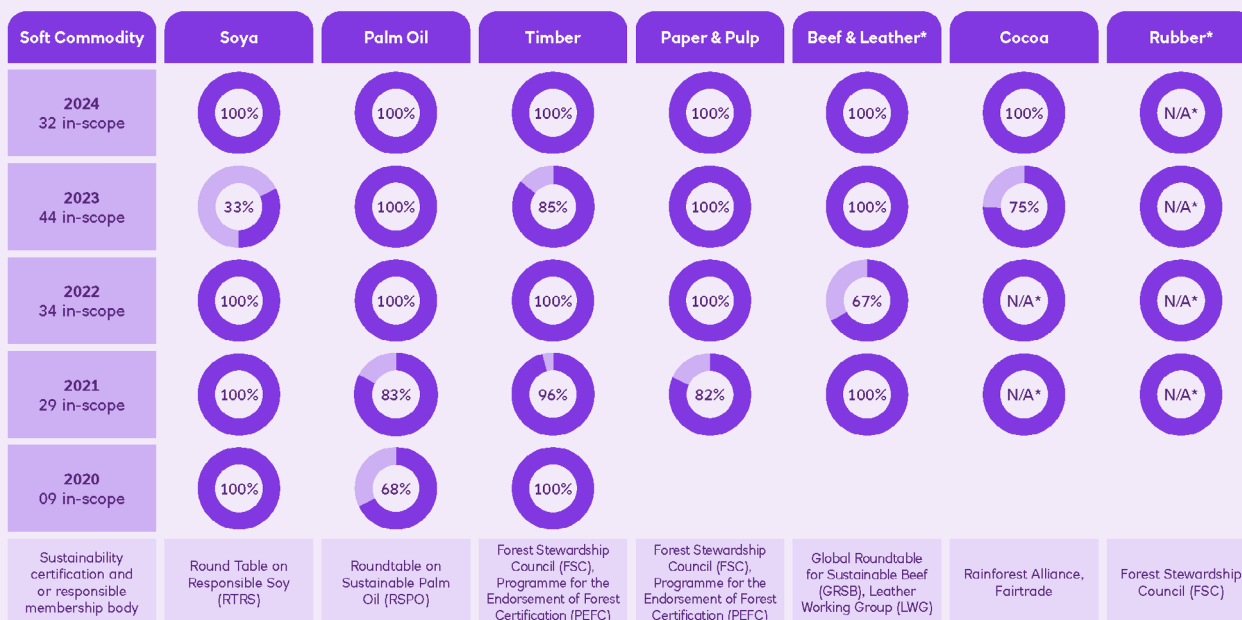 Soft Commodity
Soya
Palm Oil
Timber
Paper & Pulp
Beef & Leather*
Cocoa
Rubber*
2024
32 in-scope
100%
100%
100%
100%
100%
100%
N/A*
2023
44 in-scope
33%
100%
85%
100%
100%
75%
N/A*
2022
34 in-scope
100%
100%
100%
100%
67%
N/A*
N/A*
2021
29 in-scope
100%
83%
96%
82%
100%
N/A*
N/A*
2020
09 in-scope
100%
68%
100%
Sustainability
certification and
or responsible
membership body
Round Table on
Responsible Soy
(RTRS)
Roundtable on
Sustainable Palm
Oil (RSPO)
Forest Stewardship
Council (FSC),
Programme for the
Endorsement of Forest
Certification (PEFC)
Forest Stewardship
Council (FSC),
Programme for the
Endorsement of Forest
Certification (PEFC)
Global Roundtable
for Sustainable Beef
(GRSB), Leather
Working Group (LWG)
Rainforest Alliance,
Fairtrade
Forest Stewardship
Council (FSC)